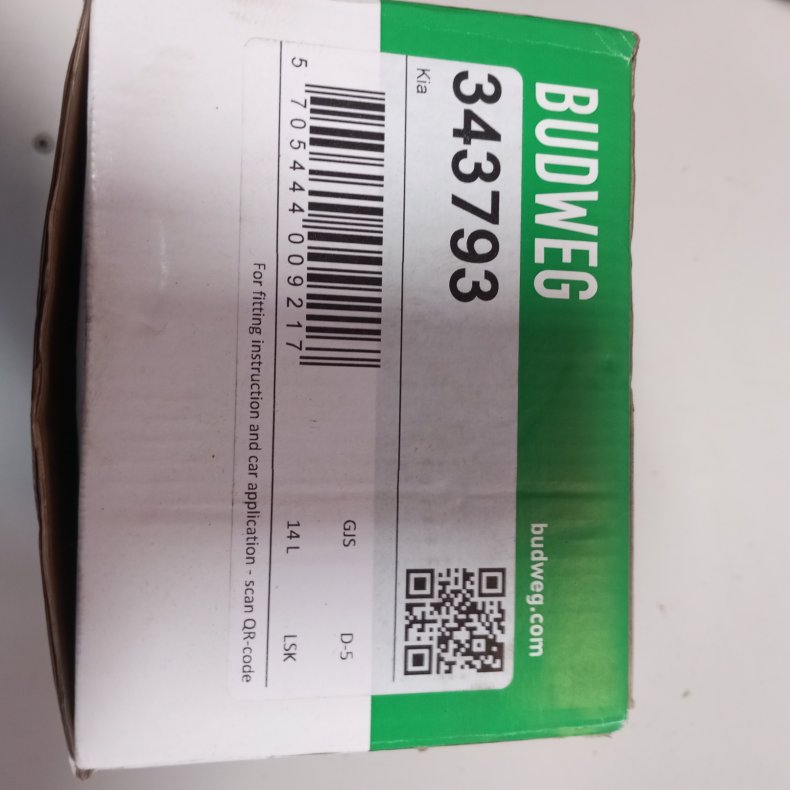 BUDWEG
budweg.com
343793
Kia
5 705444 009217
GJS D-5
14 L LSK
For fitting instruction and car application - scan QR-code